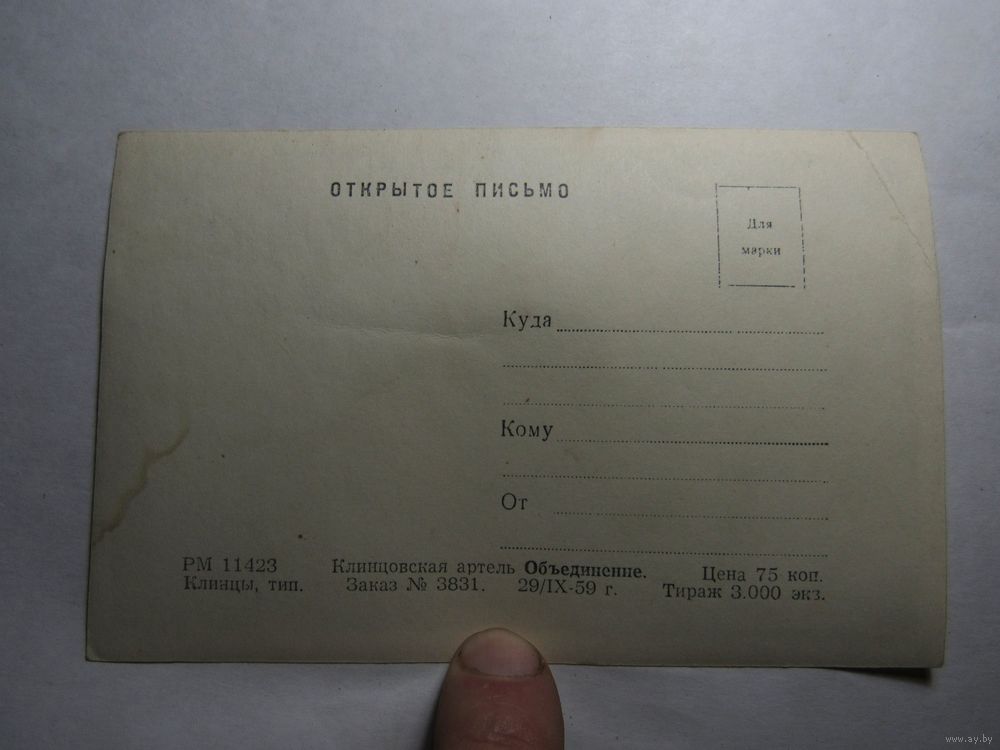 ОТКРЫТОЕ ПИСЬМО
Для
марки
Куда
Кому
От
РМ 11423 Клинцовская артель Объединение. Цена 75 коп.
Клинцы, тип. Заказ № 3831. 29/IX-59 г. Тираж 3.000 экз.
www.ay.by